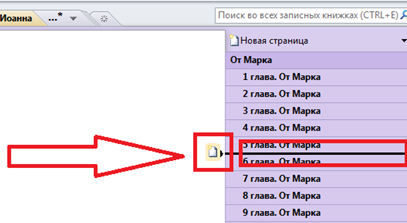 Иоанна
...*
Поиск во всех записных книжках (CTRL+E)
Новая страница
От Марка
1 глава. От Марка
2 глава. От Марка
3 глава. От Марка
4 глава. От Марка
5 глава. От Марка
6 глава. От Марка
7 глава. От Марка
8 глава. От Марка
9 глава. От Марка